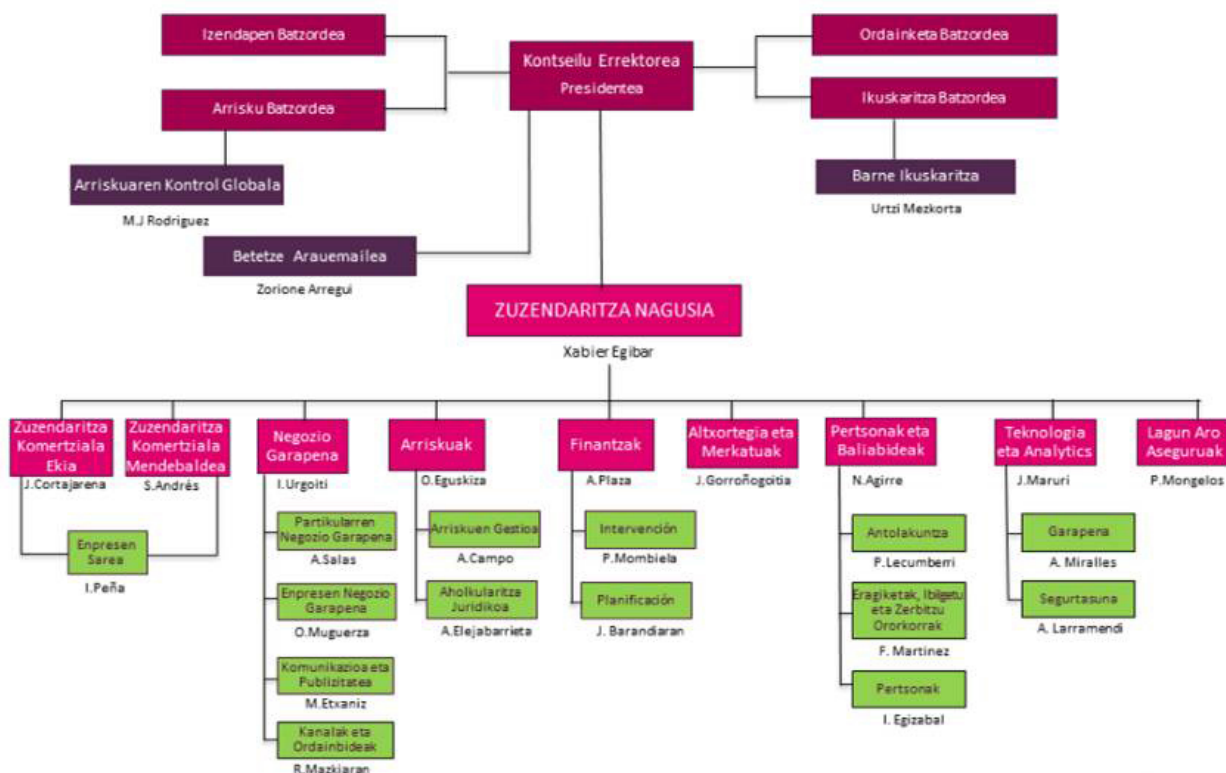 Izendapen Batzordea
Ordainketa Batzordea
Kontseilu Errektorea
Presidentea
Arrisku Batzordea
Ikuskaritza Batzordea
Arriskuaren Kontrol Globala
M.J Rodriguez
Barne Ikuskaritza
Urtzi Mezkorta
Betetze Arauemailea
Zorione Arregui
ZUZENDARITZA NAGUSIA
Xabier Egibar
Zuzendaritza
Komertziala
Ekia
J.Cortajarena
Zuzendaritza
Komertziala
Mendebaldea
S.Andrés
Enpresen
Sarea
I.Peña
Negozio
Garapena
I.Urgoiti
Partikularren
Negozio Garapena
A.Salas
Enpresen Negozio
Garapena
O.Muguerza
Komunikazioa eta
Publizitatea
M.Etxaniz
Kanalak eta
Ordainbideak
R.Mazkiaran
Arriskuak
O.Eguskiza
Arriskuen Gestioa
A.Campo
Aholkularitza
Juridikoa
A.Elejabarrieta
Finantzak
A.Plaza
Intervención
P.Mombiela
Planificación
J. Barandiaran
Altxortegia eta
Merkatuak
J.Gorroñogoitia
Pertsonak eta
Baliabideak
N.Agirre
Antolakuntza
P.Lecumberri
Eragiketak, Ibilgetu
eta Zerbitzu
Ororkorrak
F. Martinez
Pertsonak
I. Egizabal
Teknologia
eta Analytics
J.Maruri
Garapena
A. Miralles
Segurtasuna
A. Larramendi
Lagun Aro
Aseguruak
P.Mongelos